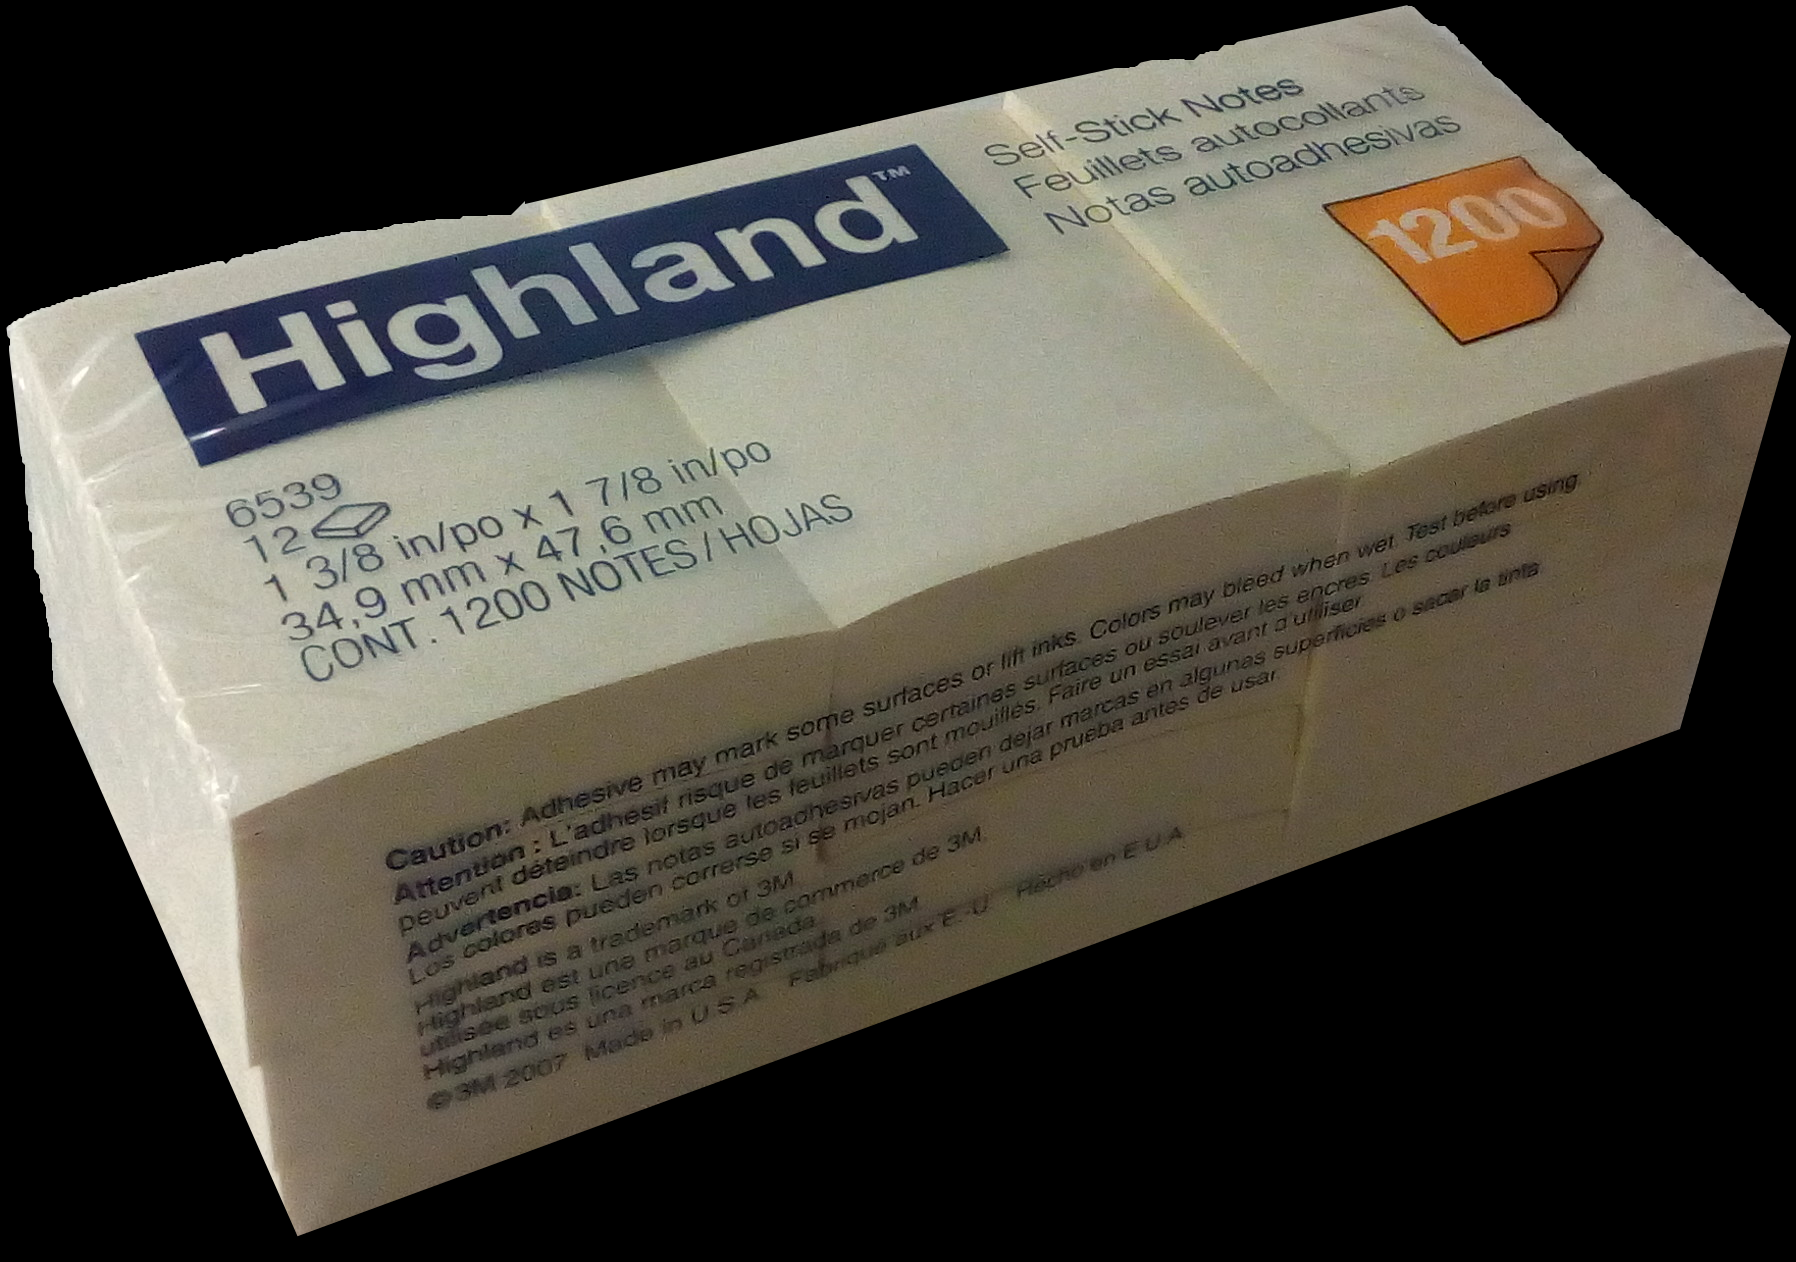 Highland™
Self-Stick Notes
Feuillets autocollants
Notas autoadhesivas
1200
6539
12
1 3/8 in/po x 1 7/8 in/po
34,9 mm x 47,6 mm
CONT. 1200 NOTES / HOJAS
Caution: Adhesive may mark some surfaces or lift inks. Colors may bleed when wet. Test before using.
Attention : L'adhésif risque de marquer certaines surfaces ou soulever les encres. Les couleurs
peuvent déteindre lorsque les feuillets sont mouillés. Faire un essai avant d'utiliser.
Advertencia: Las notas autoadhesivas pueden dejar marcas en algunas superficies o sacar la tinta.
Los colores pueden correrse si se mojan. Hacer una prueba antes de usar.
Highland is a trademark of 3M.
Highland est une marque de commerce de 3M,
utilisée sous licence au Canada.
Highland es una marca registrada de 3M.
©3M 2007 Made in U.S.A. Fabriqué aux É.-U. Hecho en E.U.A.